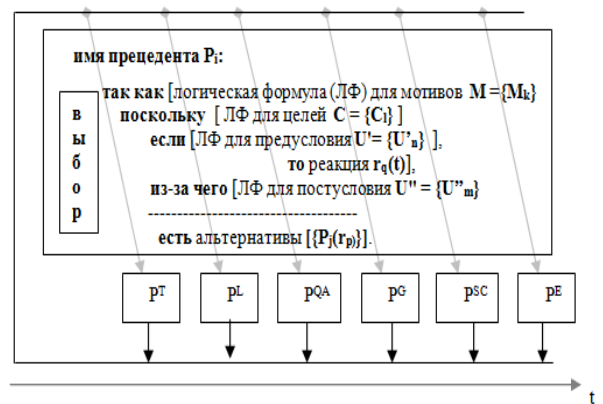 имя прецедента Pi:
так как [логическая формула (ЛФ) для мотивов М ={Mk}
поскольку [ ЛФ для целей C = {Cl} ]
если [ЛФ для предусловия U'= {U’n} ],
то реакция rq(t)],
из-за чего [ЛФ для постусловия U" = {U”m}
------------------------------------
есть альтернативы [{Pj(rp)}].
в
ы
б
о
р
PT PL PQA PG PSC PE
t